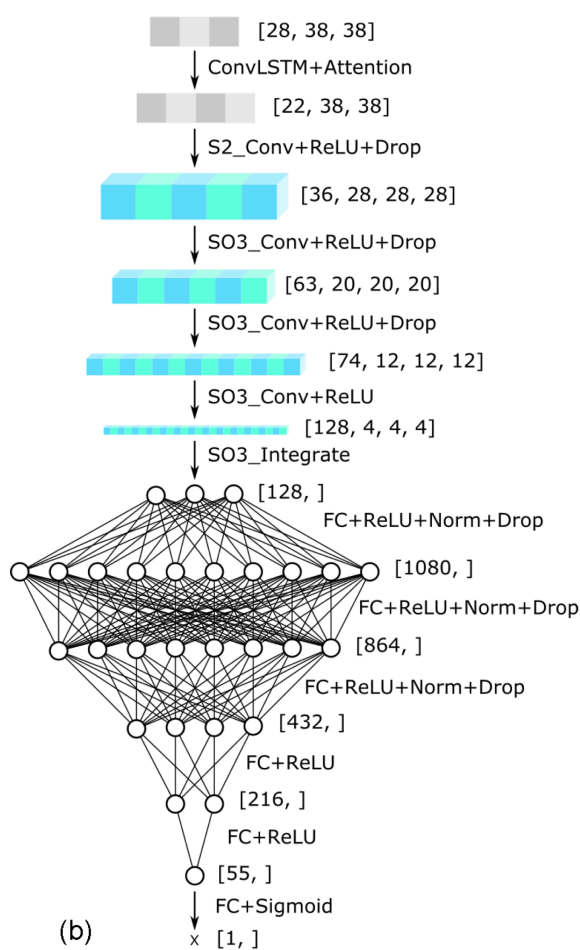 [28, 38, 38]
ConvLSTM+Attention
[22, 38, 38]
S2_Conv+ReLU+Drop
[36, 28, 28, 28]
SO3_Conv+ReLU+Drop
[63, 20, 20, 20]
SO3_Conv+ReLU+Drop
[74, 12, 12, 12]
SO3_Conv+ReLU
[128, 4, 4, 4]
SO3_Integrate
[128, ]
FC+ReLU+Norm+Drop
[1080, ]
FC+ReLU+Norm+Drop
[864, ]
FC+ReLU+Norm+Drop
[432, ]
FC+ReLU
[216, ]
FC+ReLU
[55, ]
FC+Sigmoid
(b)
x [1, ]